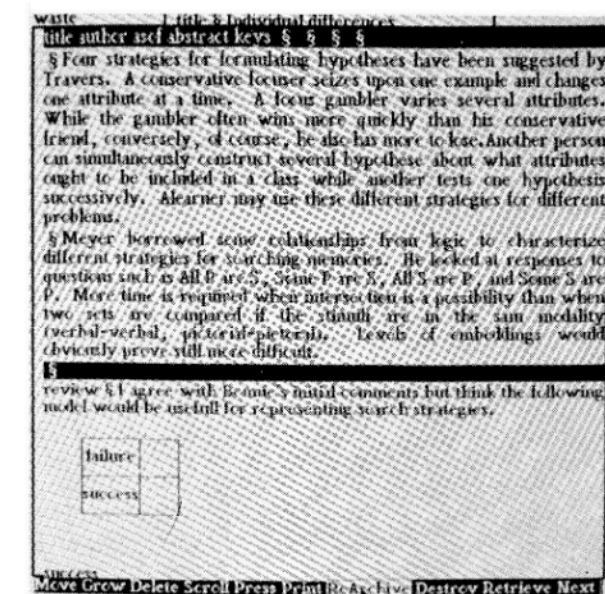 waste title § Individual differences
title author ascf abstract keys § § § §
§ Four strategies for formulating hypotheses have been suggested by
Travers. A conservative focuser seizes upon one example and changes
one attribute at a time. A focus gambler varies several attributes.
While the gambler often wins more quickly than his conservative
friend, conversely, of course, he also has more to lose. Another person
can simultaneously construct several hypothese about what attributes
ought to be included in a class while another tests one hypothesis
successively. Alearner may use these different strategies for different
problems.
§ Meyer borrowed some relationships from logic to characterize
different strategies for searching memories. He looked at responses to
questions such as All P are S, Some P are S, All S are P, and Some S are
P. More time is required when intersection is a possibility than when
two sets are compared if the stimuli are in the sam modality
(verbal-verbal, pictorial-pictorial). Levels of embeddings would
obviously prove still more difficult.
§
review § I agree with Bonnie's initial comments but think the following
model would be usefull for representing search strategies.
failure
success
success
Move Grow Delete Scroll Press Print ReArchive Destroy Retrieve Next